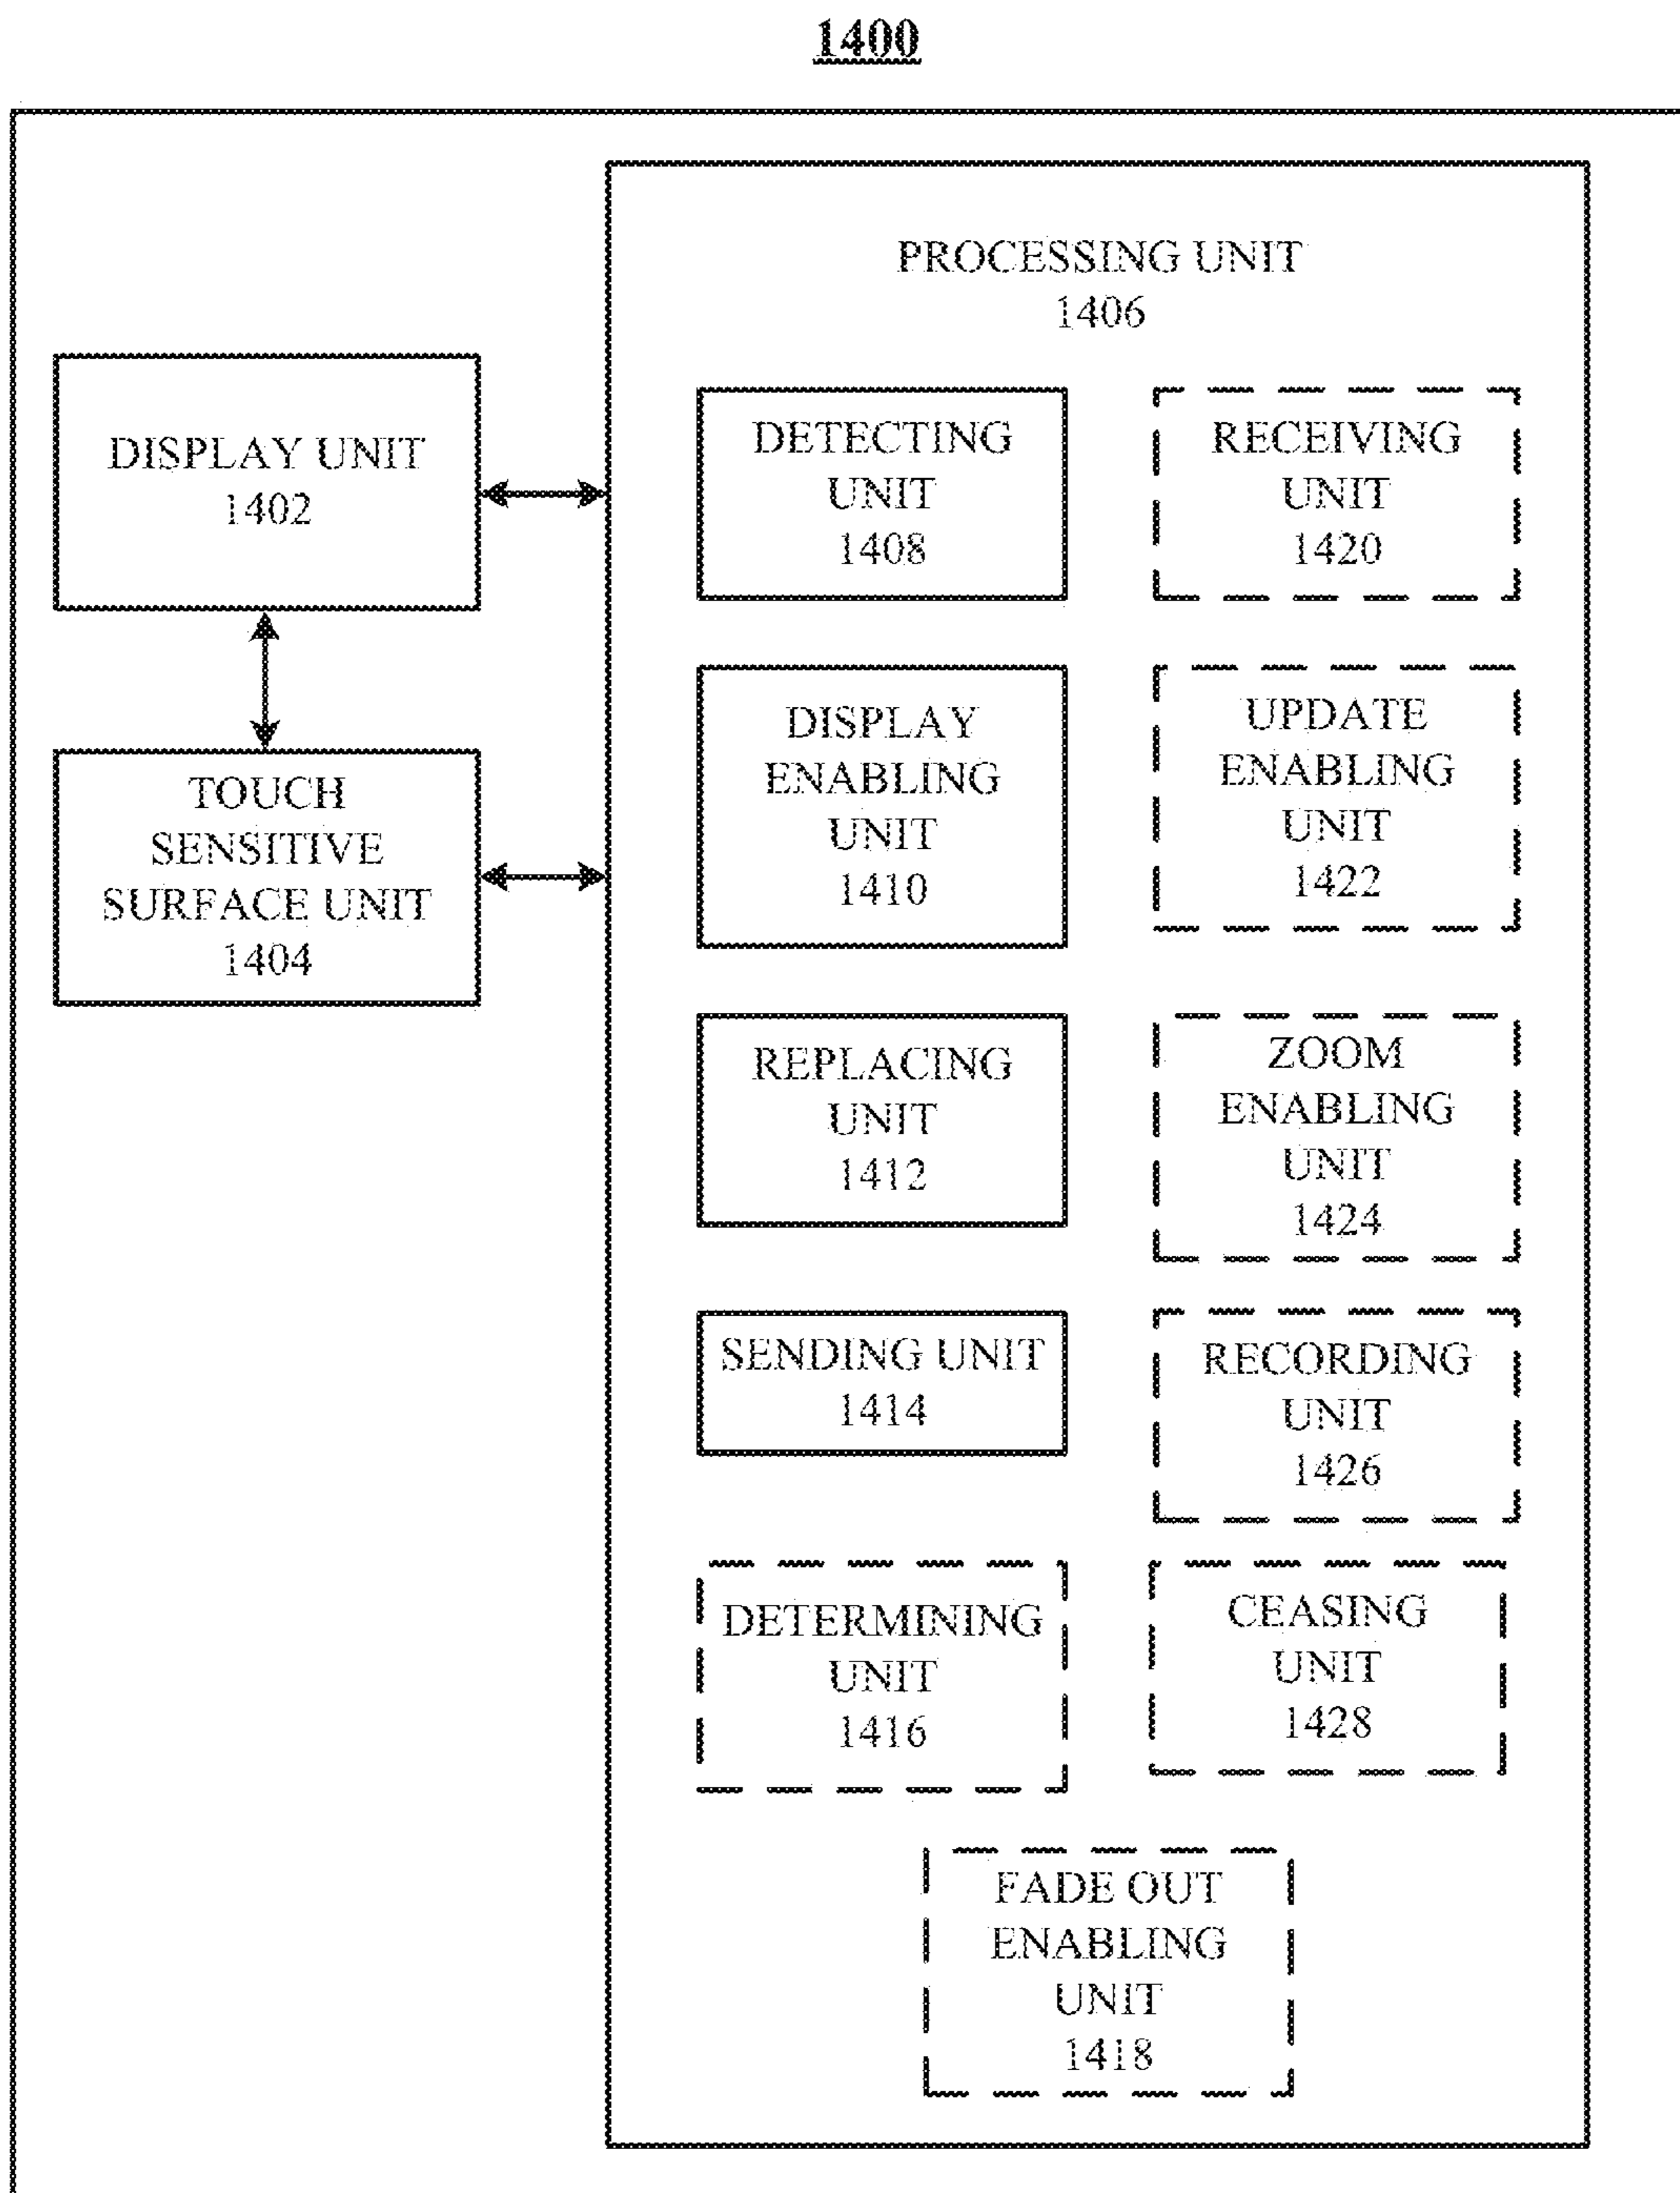 1400
PROCESSING UNIT
1406
DISPLAY UNIT
1402
TOUCH
SENSITIVE
SURFACE UNIT
1404
DETECTING
UNIT
1408
RECEIVING
UNIT
1420
DISPLAY
ENABLING
UNIT
1410
UPDATE
ENABLING
UNIT
1422
REPLACING
UNIT
1412
ZOOM
ENABLING
UNIT
1424
SENDING UNIT
1414
RECORDING
UNIT
1426
DETERMINING
UNIT
1416
CEASING
UNIT
1428
FADE OUT
ENABLING
UNIT
1418